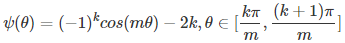 ψ(θ) = (-1)^k cos(mθ) - 2k, θ ∈ [kπ/m, (k+1)π/m]